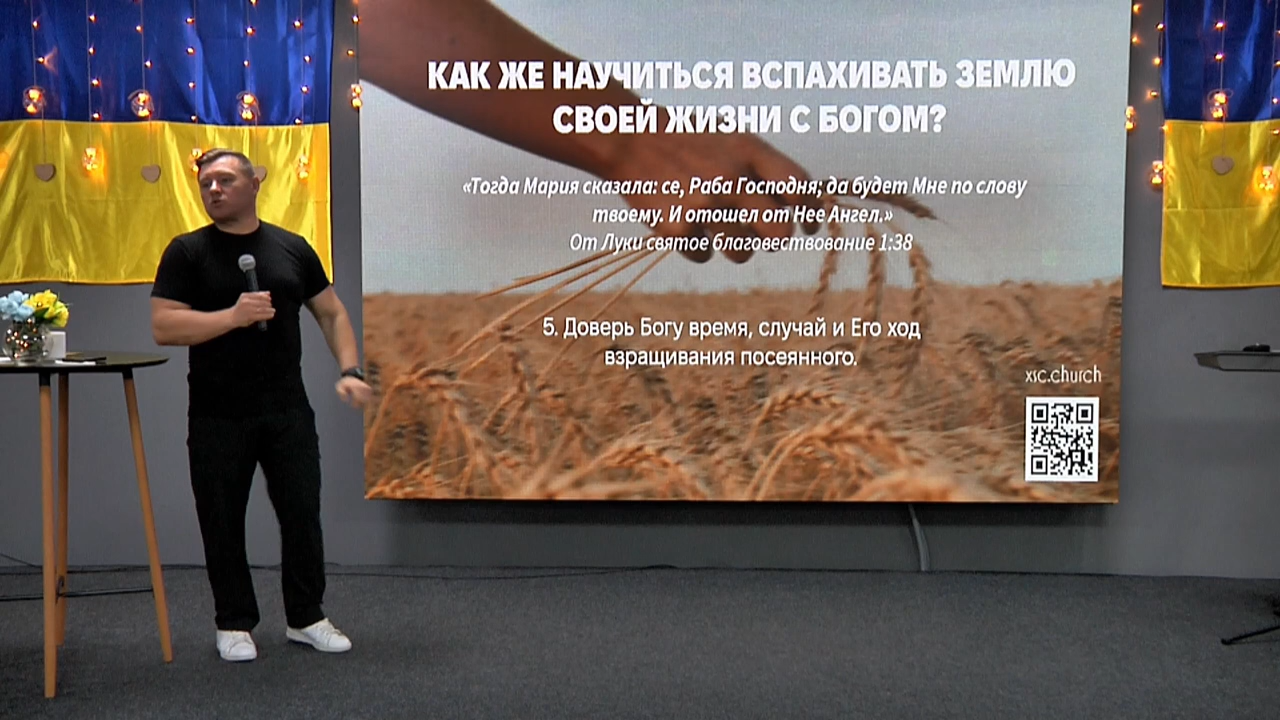 КАК ЖЕ НАУЧИТЬСЯ ВСПАХИВАТЬ ЗЕМЛЮ
СВОЕЙ ЖИЗНИ С БОГОМ?
«Тогда Мария сказала: се, Раба Господня; да будет Мне по слову
твоему. И отошел от Нее Ангел.»
От Луки святое благовествование 1:38
5. Доверь Богу время, случай и Его ход
взращивания посеянного.
xsc.church